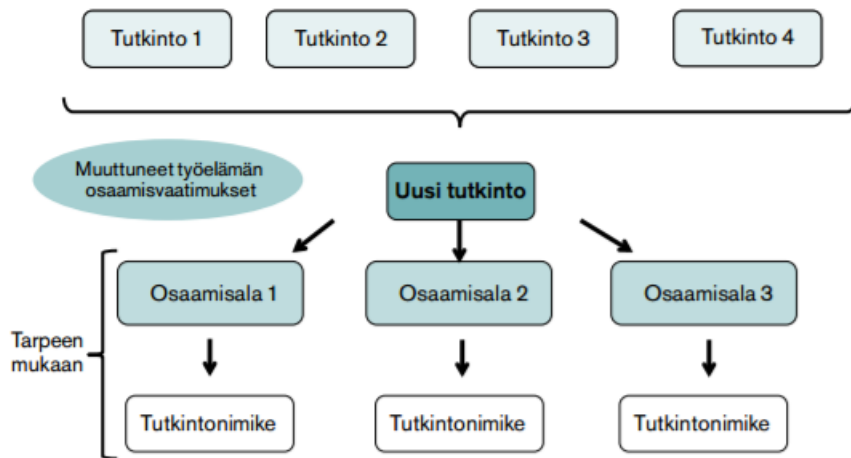 Tutkinto 1
Tutkinto 2
Tutkinto 3
Tutkinto 4
Muuttuneet työelämän
osaamisvaatimukset
Uusi tutkinto
Osaamisala 1
Osaamisala 2
Osaamisala 3
Tarpeen
mukaan
Tutkintonimike
Tutkintonimike
Tutkintonimike